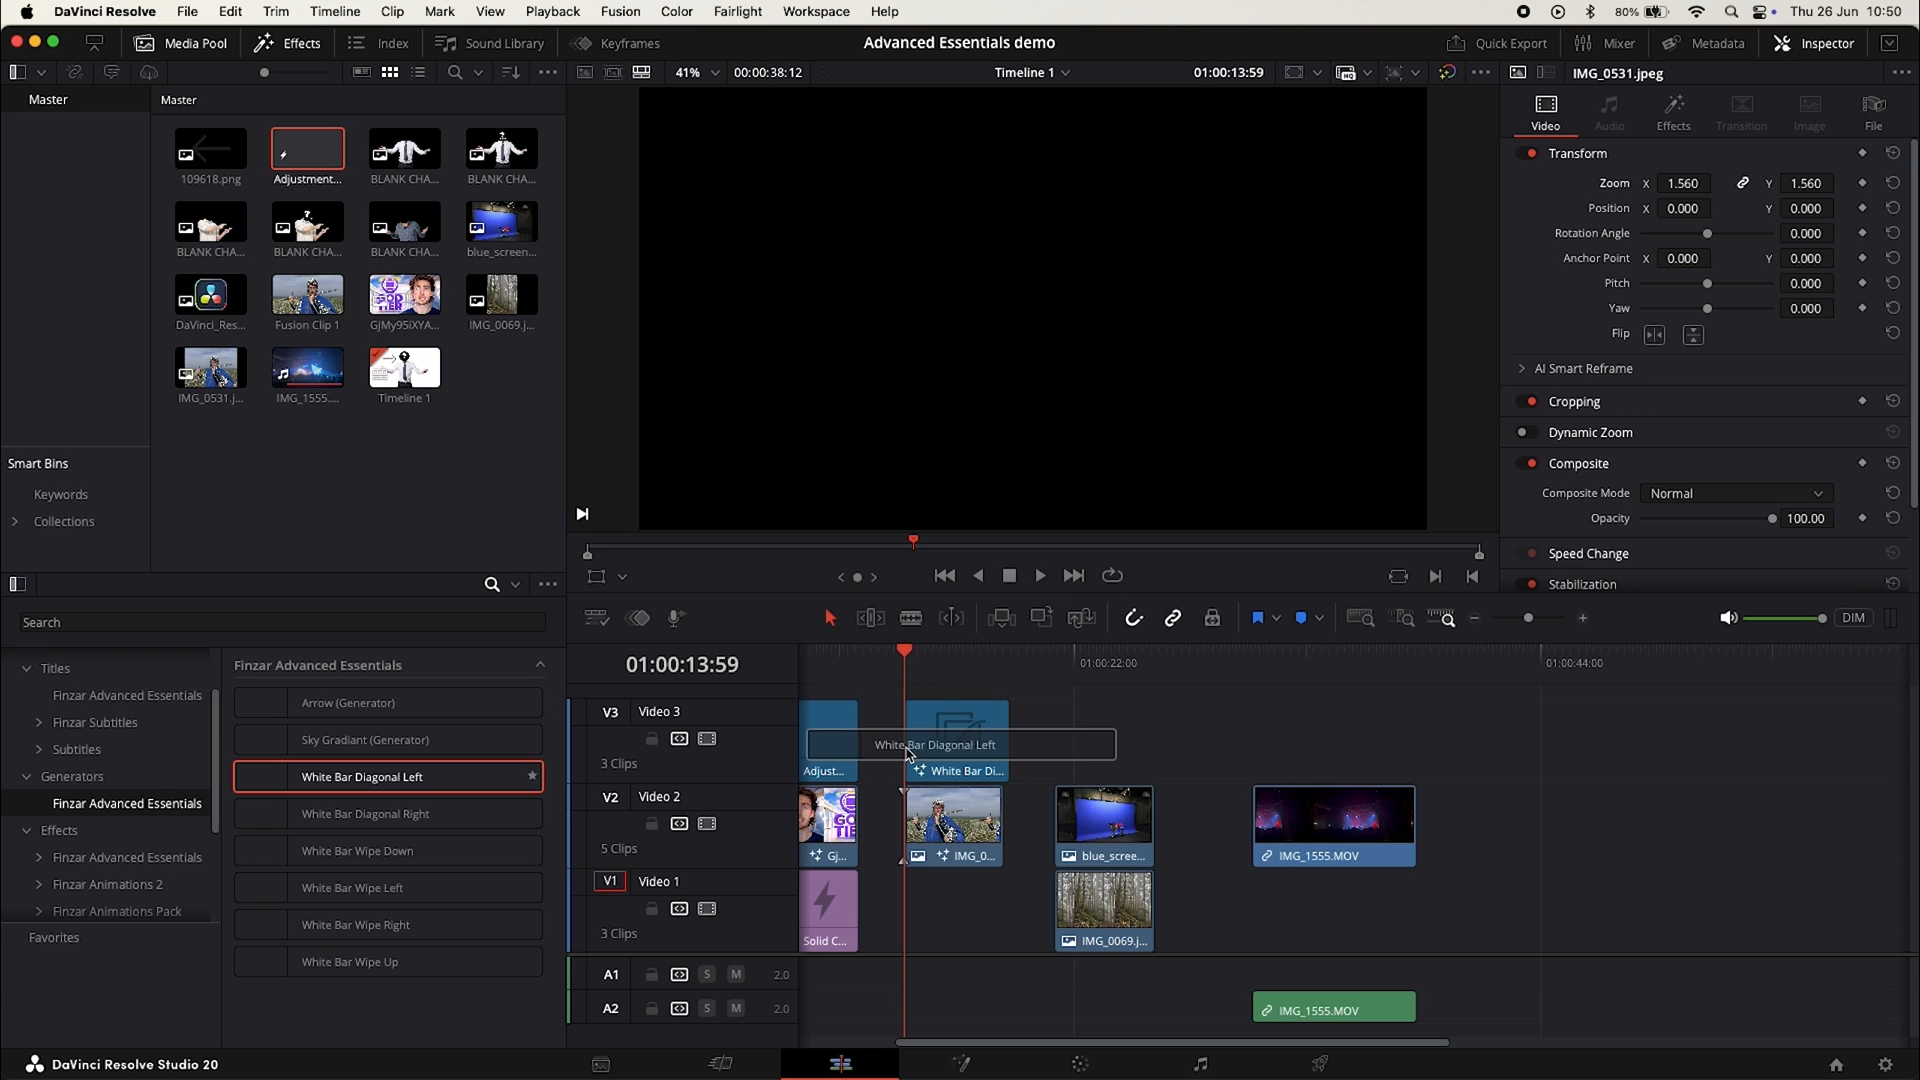 DaVinci Resolve File Edit Trim Timeline Clip Mark View Playback Fusion Color Fairlight Workspace Help 80% Thu 26 Jun 10:50
Media Pool Effects Index Sound Library Keyframes Advanced Essentials demo Quick Export Mixer Metadata Inspector
41% 00:00:38:12 Timeline 1 01:00:13:59 IMG_0531.jpeg
Master Master
Video Audio Effects Transition Image File
109618.png Adjustment... BLANK CHA... BLANK CHA...
BLANK CHA... BLANK CHA... BLANK CHA... blue_screen...
DaVinci_Res... Fusion Clip 1 GjMy95iXYA... IMG_0069.j...
IMG_0531.j... IMG_1555.... Timeline 1
Transform
Zoom X 1.560 Y 1.560
Position X 0.000 Y 0.000
Rotation Angle 0.000
Anchor Point X 0.000 Y 0.000
Pitch 0.000
Yaw 0.000
Flip
AI Smart Reframe
Cropping
Dynamic Zoom
Composite
Composite Mode Normal
Opacity 100.00
Speed Change
Stabilization
Smart Bins
Keywords
Collections
Search
Titles
Finzar Advanced Essentials
Finzar Subtitles
Subtitles
Generators
Finzar Advanced Essentials
Effects
Finzar Advanced Essentials
Finzar Animations 2
Finzar Animations Pack
Favorites
Finzar Advanced Essentials
Arrow (Generator)
Sky Gradient (Generator)
White Bar Diagonal Left
White Bar Diagonal Right
White Bar Wipe Down
White Bar Wipe Left
White Bar Wipe Right
White Bar Wipe Up
DIM
01:00:13:59 01:00:22:00 01:00:44:00
V3 Video 3
3 Clips
White Bar Diagonal Left
Adjust... White Bar Di...
V2 Video 2
5 Clips
Gj... IMG_0... blue_scree... IMG_1555.MOV
V1 Video 1
3 Clips
Solid C... IMG_0069.j...
A1 S M 2.0
A2 S M 2.0 IMG_1555.MOV
DaVinci Resolve Studio 20